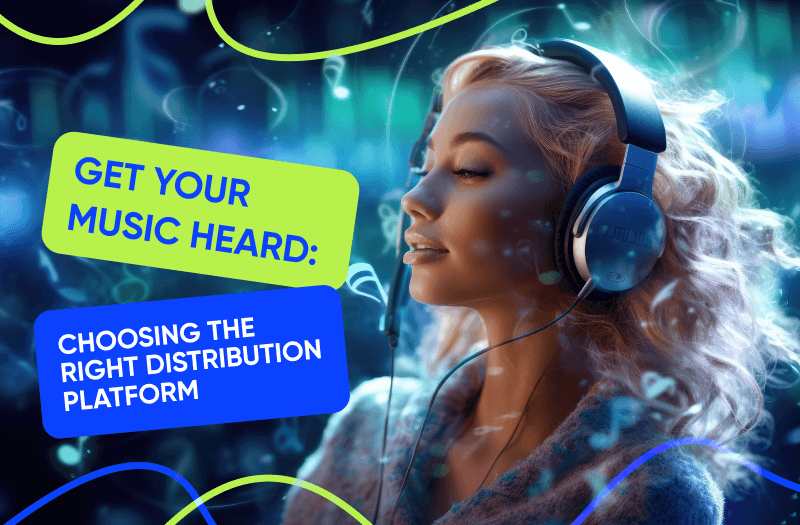 GET YOUR
MUSIC HEARD:
CHOOSING THE
RIGHT DISTRIBUTION
PLATFORM